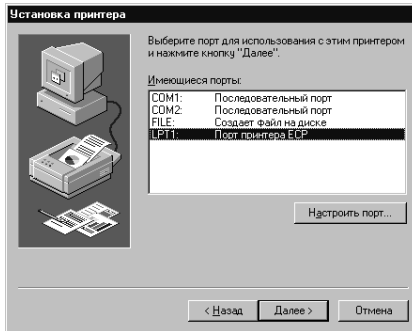 Установка принтера
Выберите порт для использования с этим принтером
и нажмите кнопку "Далее".
Имеющиеся порты:
COM1: Последовательный порт
COM2: Последовательный порт
FILE: Создает файл на диске
LPT1: Порт принтера ECP
Настроить порт...
< Назад Далее > Отмена